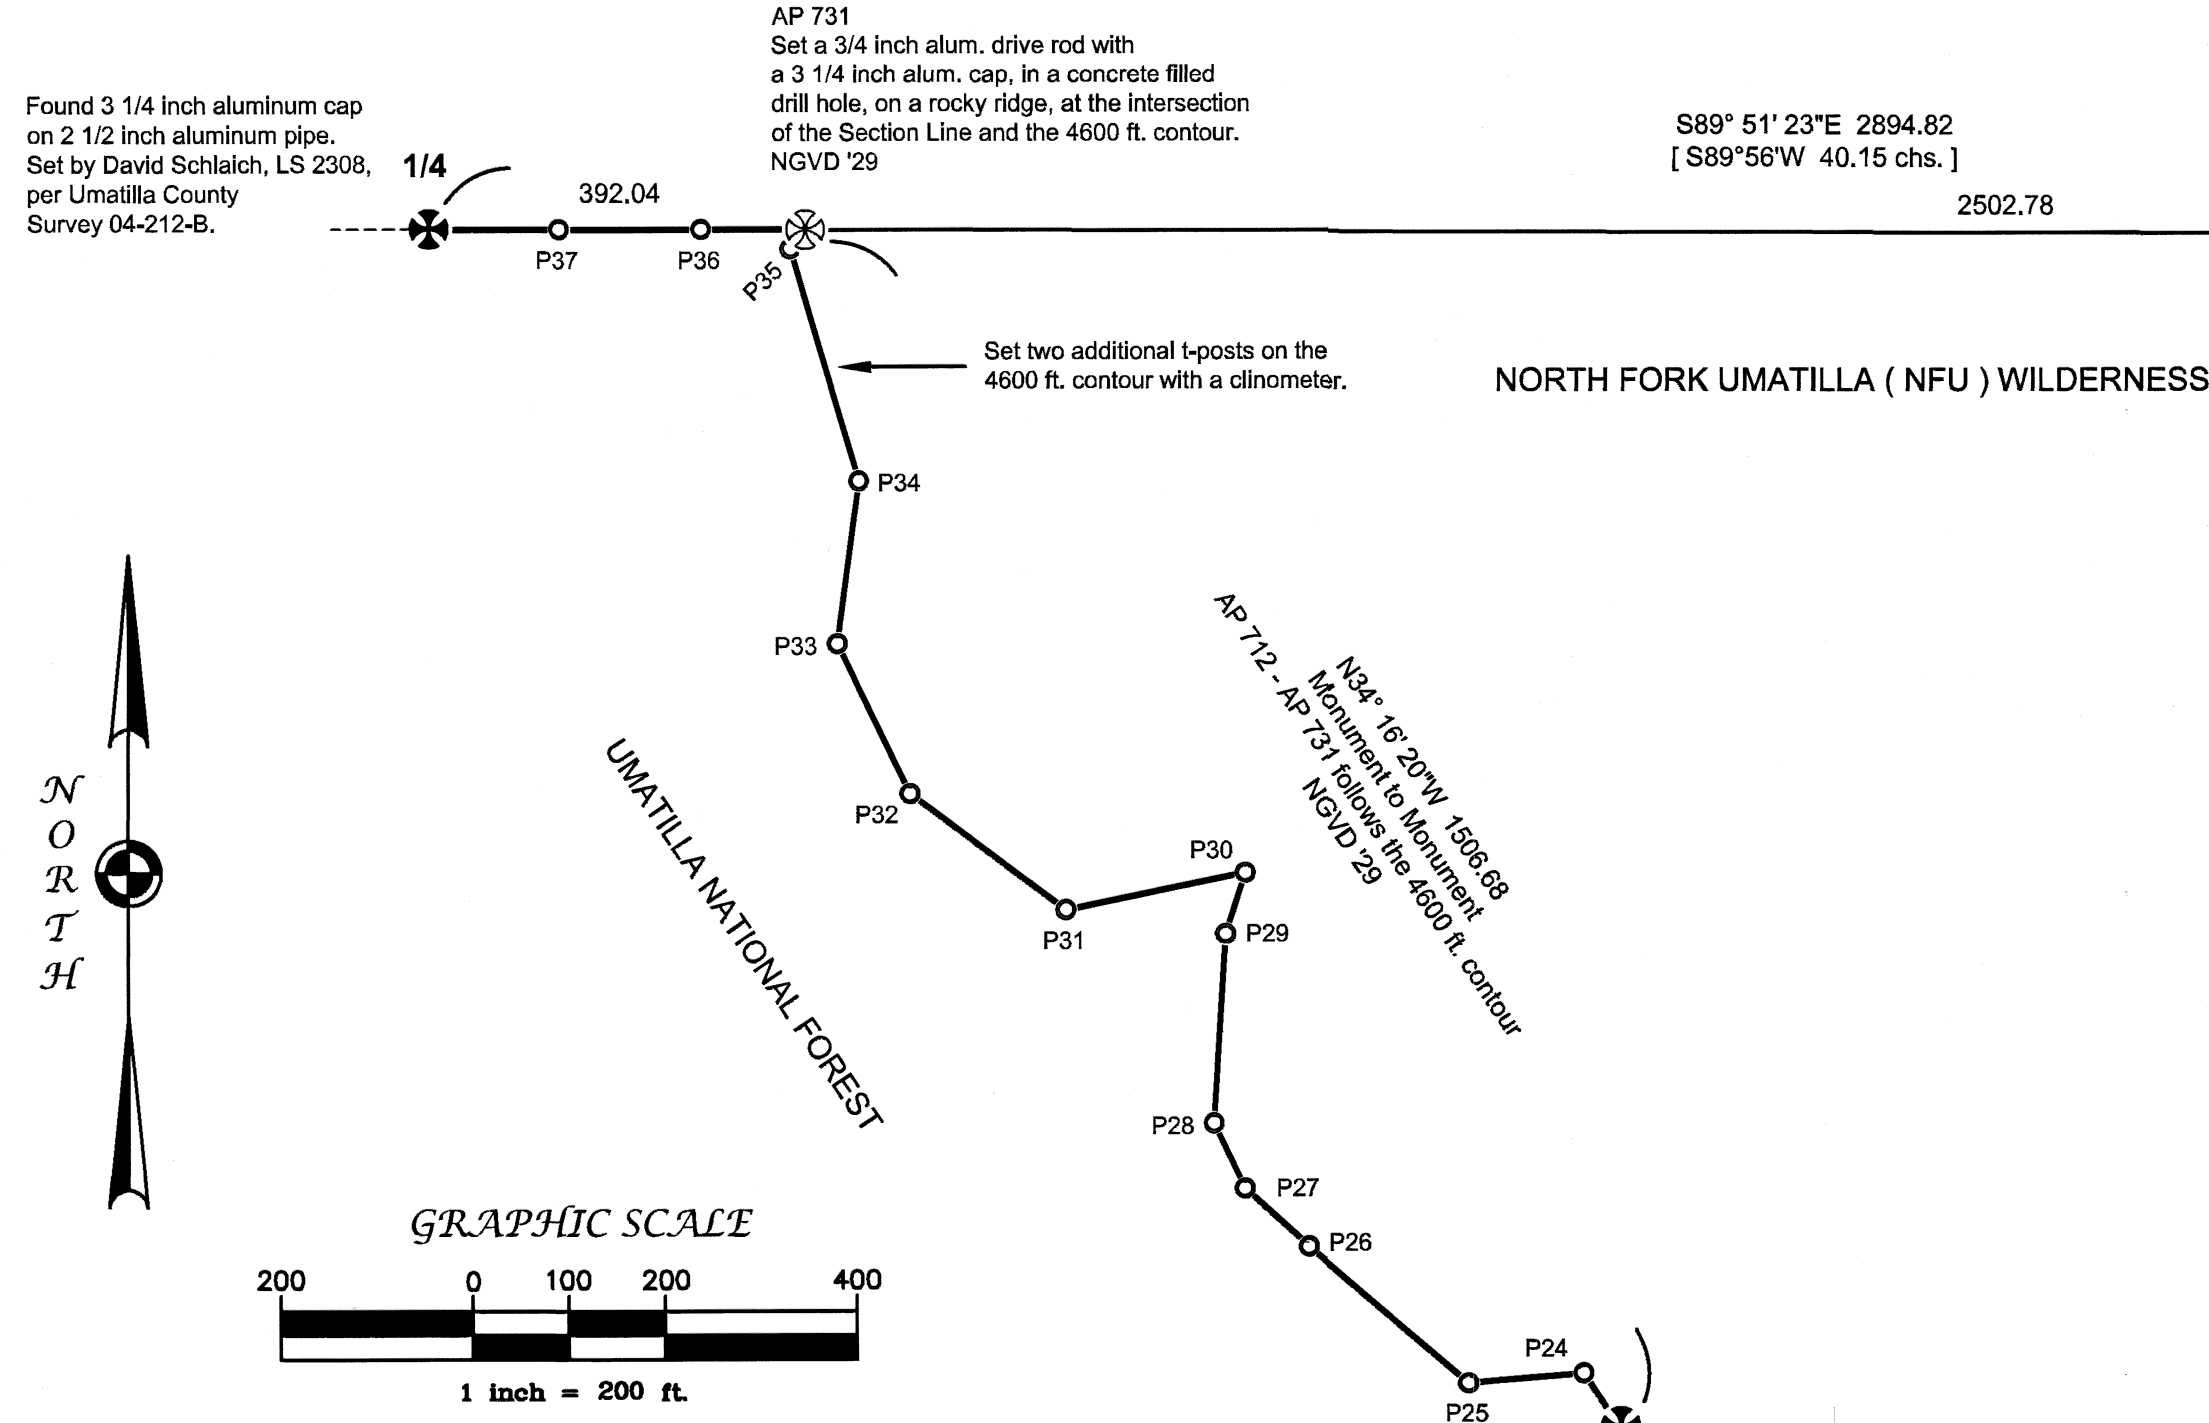 AP 731
Set a 3/4 inch alum. drive rod with
a 3 1/4 inch alum. cap, in a concrete filled
drill hole, on a rocky ridge, at the intersection
of the Section Line and the 4600 ft. contour.
NGVD '29
Found 3 1/4 inch aluminum cap
on 2 1/2 inch aluminum pipe.
Set by David Schlaich, LS 2308,
per Umatilla County
Survey 04-212-B.
1/4
392.04
S89° 51' 23"E 2894.82
[ S89°56'W 40.15 chs. ]
2502.78
P37
P36
P35
Set two additional t-posts on the
4600 ft. contour with a clinometer.
NORTH FORK UMATILLA ( NFU ) WILDERNESS
P34
P33
N34° 16' 20"W 1506.68
Monument to Monument
AP 712 - AP 731 follows the 4600 ft. contour
NGVD '29
UMATILLA NATIONAL FOREST
NORTH
P32
P30
P31
P29
P28
P27
P26
P24
P25
GRAPHIC SCALE
200 0 100 200 400
1 inch = 200 ft.